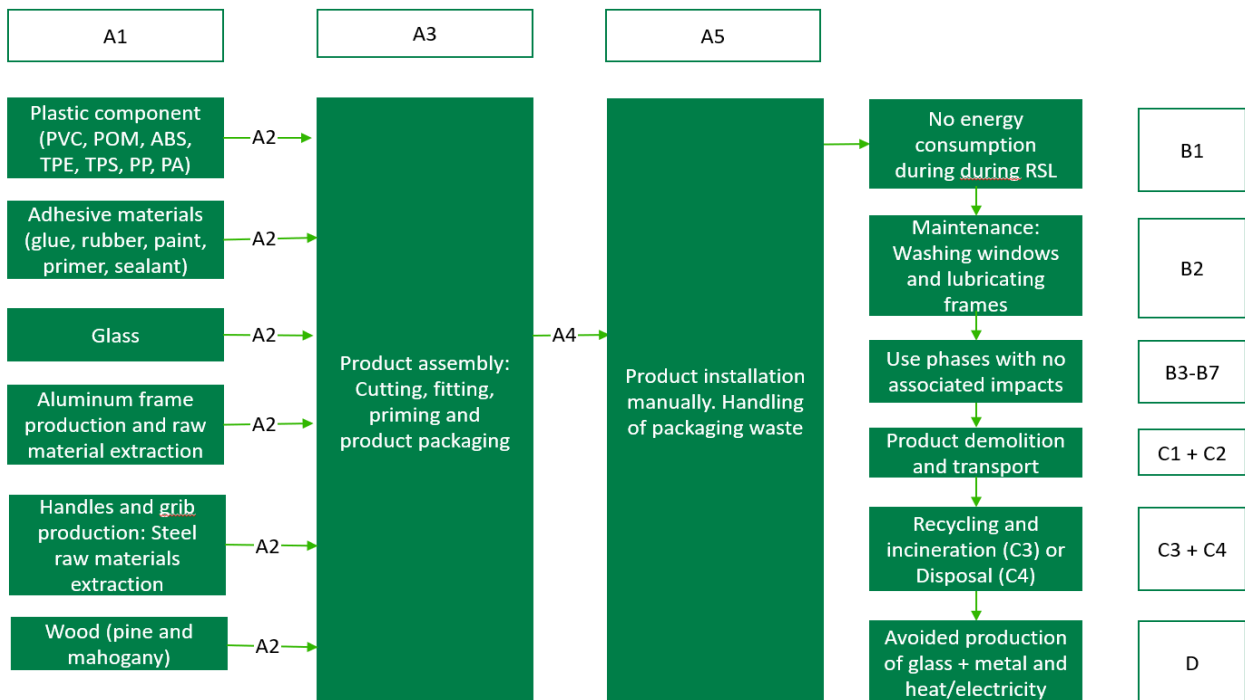 A1
A3
A5
Plastic component
(PVC, POM, ABS,
TPE, TPS, PP, PA)
A2
Adhesive materials
(glue, rubber, paint,
primer, sealant)
A2
Glass
A2
Aluminum frame
production and raw
material extraction
A2
Handles and grib
production: Steel
raw materials
extraction
A2
Wood (pine and
mahogany)
A2
Product assembly:
Cutting, fitting,
priming and
product packaging
A4
Product installation
manually. Handling
of packaging waste
No energy
consumption
during during RSL
B1
Maintenance:
Washing windows
and lubricating
frames
B2
Use phases with no
associated impacts
B3-B7
Product demolition
and transport
C1 + C2
Recycling and
incineration (C3) or
Disposal (C4)
C3 + C4
Avoided production
of glass + metal and
heat/electricity
D